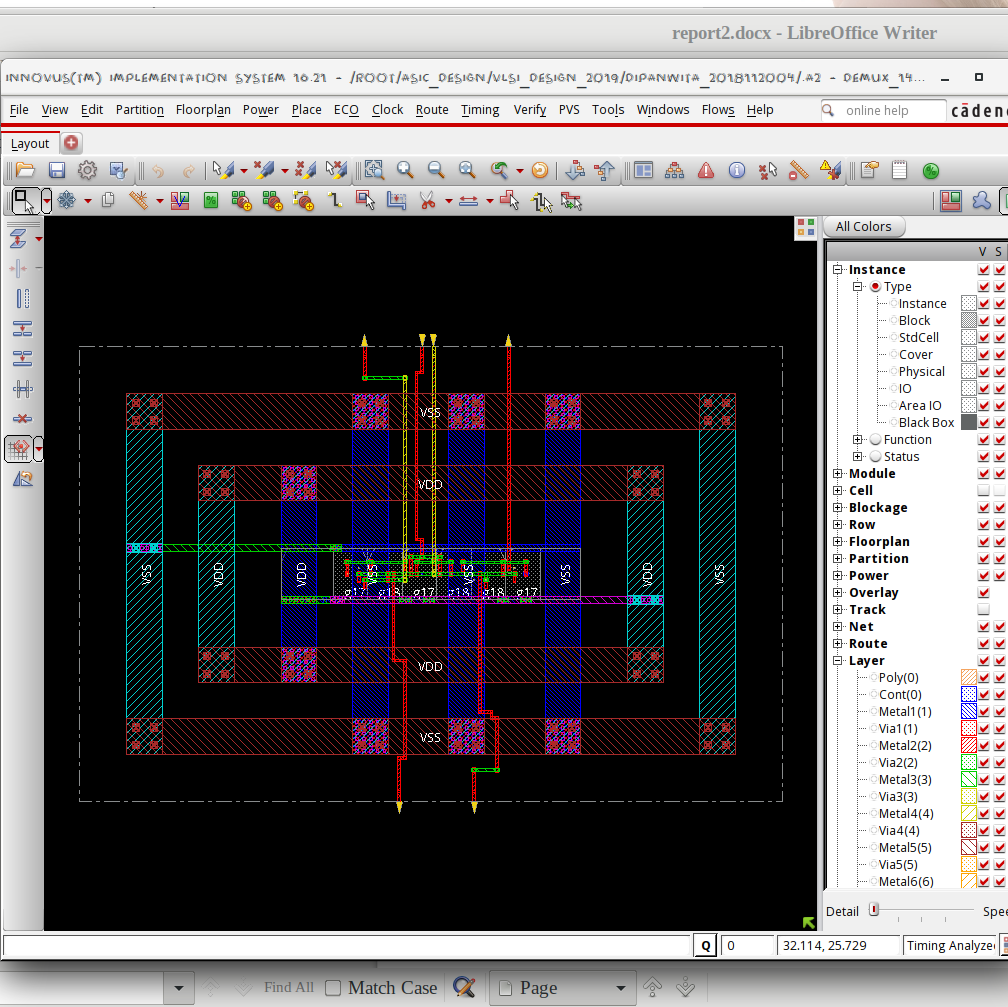 report2.docx - LibreOffice Writer
INNOVUS(TM) IMPLEMENTATION SYSTEM 16.21 - /ROOT/ASIC_DESIGN/VLSI_DESIGN_2019/DIPANWITA_2018112004/.A2 - DEMUX_14...
File View Edit Partition Floorplan Power Place ECO Clock Route Timing Verify PVS Tools Windows Flows Help
online help
cāden
Layout
All Colors
V S
Instance
Type
Instance
Block
StdCell
Cover
Physical
IO
Area IO
Black Box
Function
Status
Module
Cell
Blockage
Row
Floorplan
Partition
Power
Overlay
Track
Net
Route
Layer
Poly(0)
Cont(0)
Metal1(1)
Via1(1)
Metal2(2)
Via2(2)
Metal3(3)
Via3(3)
Metal4(4)
Via4(4)
Metal5(5)
Via5(5)
Metal6(6)
VSS
VDD
VSS VDD VDD VSS VSS VSS VDD VSS
g17 g17 g18 g17
VDD
VSS
Detail
Q 0 32.114, 25.729 Timing Analyze
Find All Match Case Page